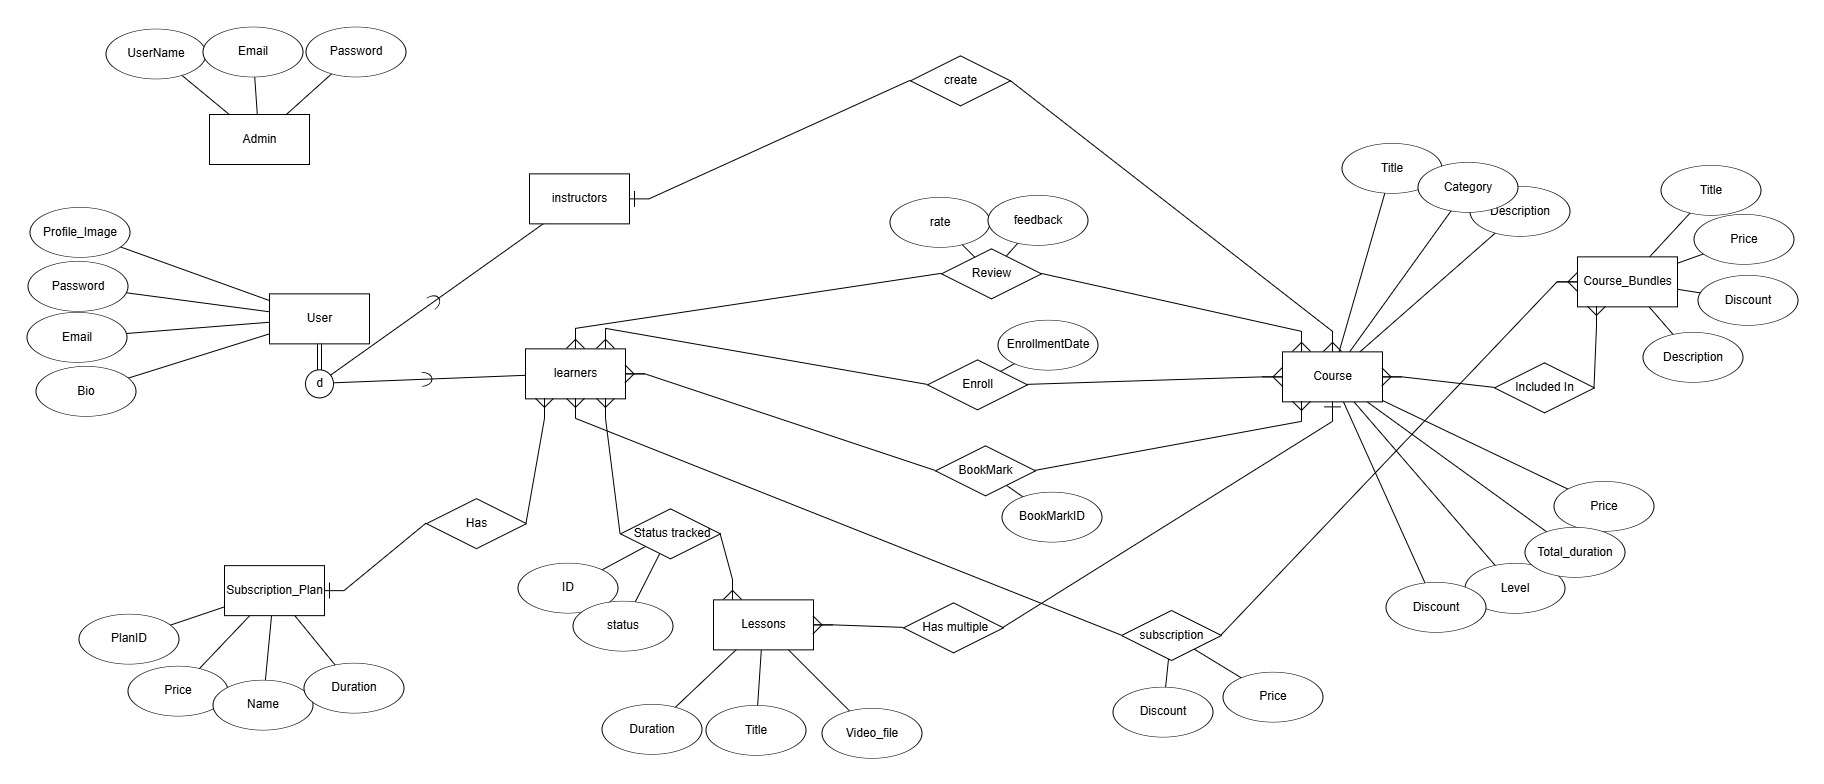 UserName
Email
Password
Admin
create
instructors
Profile_Image
Password
Email
Bio
User
d
rate
feedback
Review
learners
EnrollmentDate
Enroll
BookMark
BookMarkID
Title
Category
Description
Course
Title
Price
Course_Bundles
Discount
Description
Included In
Price
Total_duration
Level
Discount
Has
Status tracked
ID
status
Subscription_Plan
PlanID
Price
Name
Duration
Lessons
Has multiple
Duration
Title
Video_file
subscription
Discount
Price